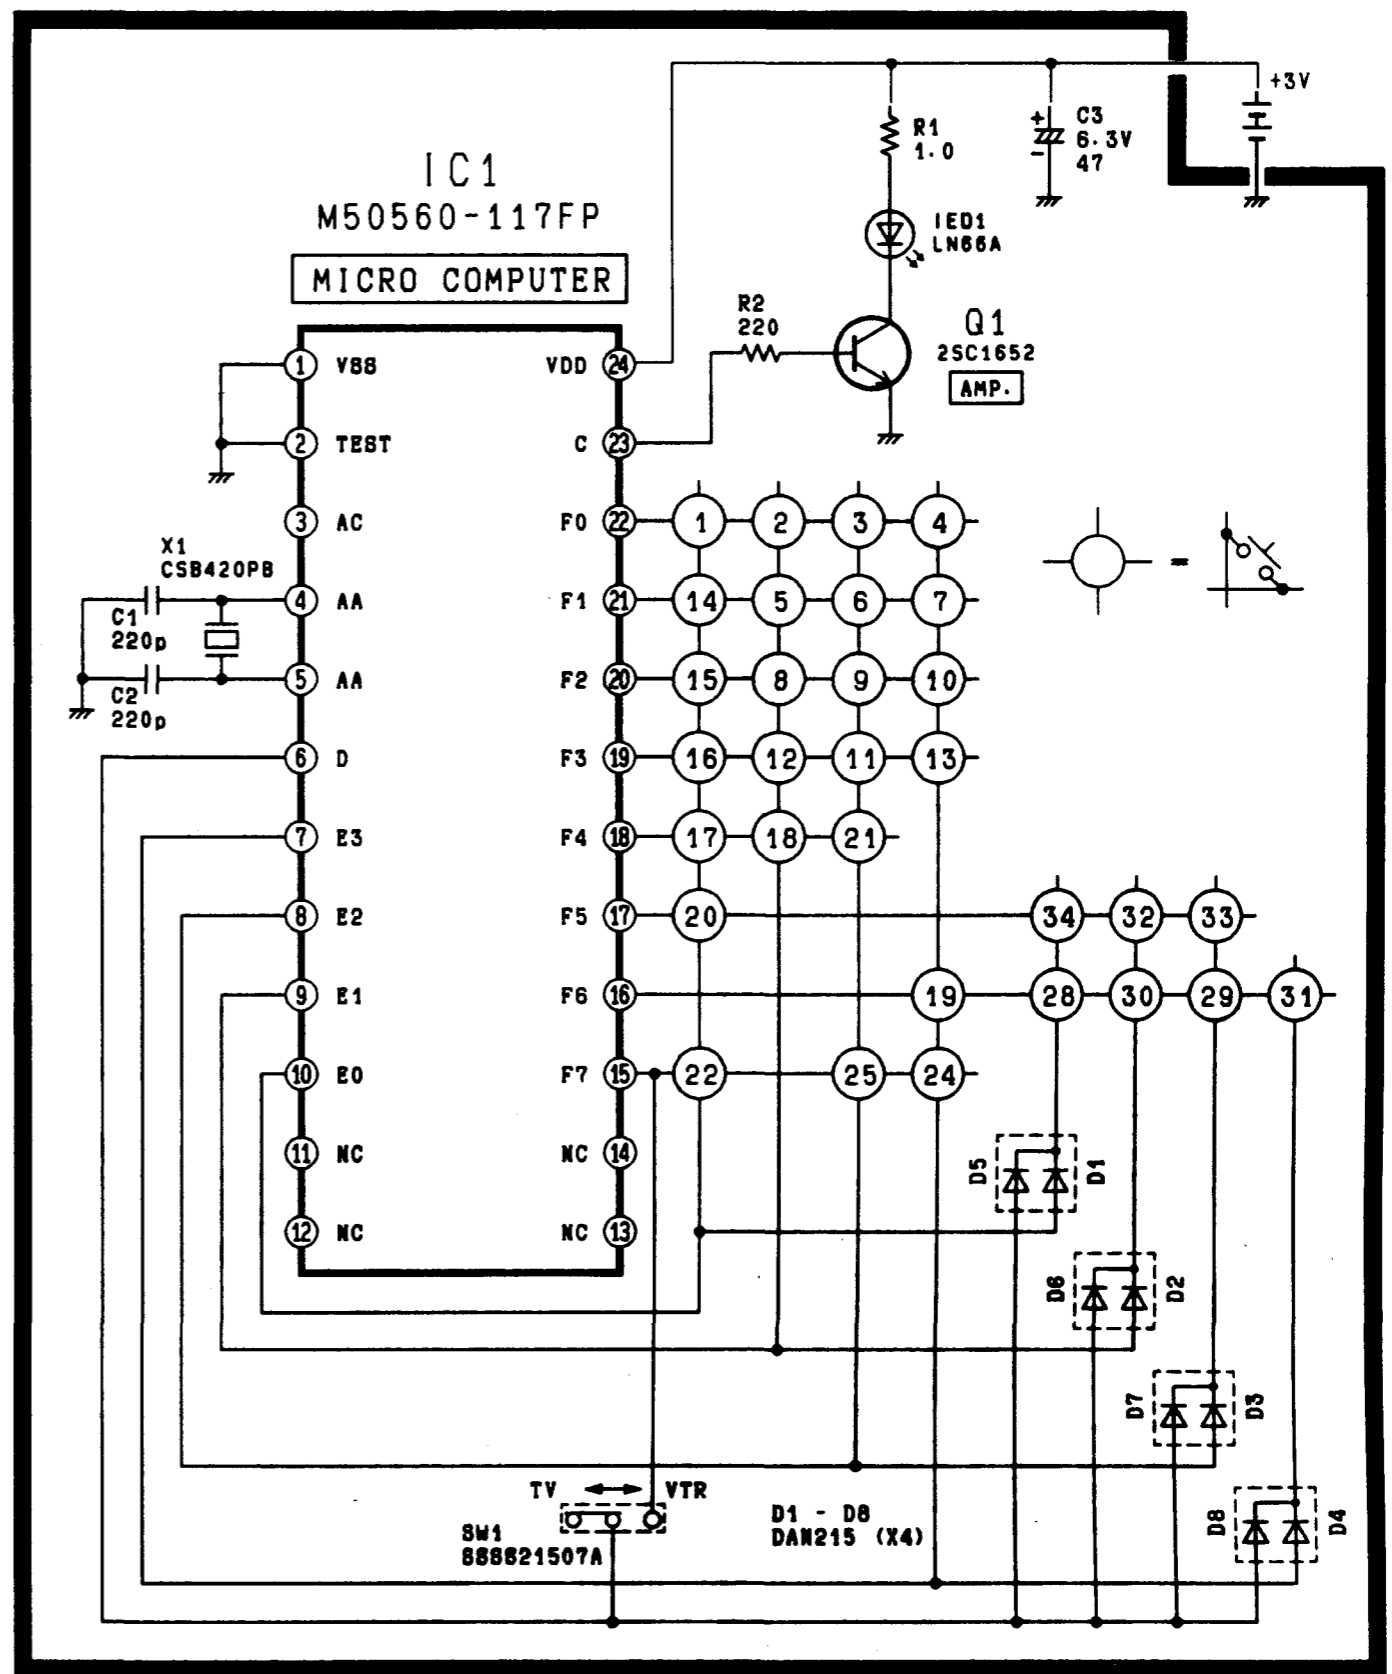 +3V
R1
1.0
C3
+
6.3V
-
47
IC1
M50560-117FP
MICRO COMPUTER
IED1
LN66A
R2
220
Q1
2SC1652
AMP.
1 VSS VDD 24
2 TEST C 23
3 AC F0 22 1 2 3 4
=
X1
CSB420PB
4 AA F1 21 14 5 6 7
C1
220p
5 AA F2 20 15 8 9 10
C2
220p
6 D F3 19 16 12 11 13
7 E3 F4 18 17 18 21
8 E2 F5 17 20 34 32 33
9 E1 F6 16 19 28 30 29 31
10 E0 F7 15 22 25 24
11 NC NC 14
D5 D1
12 NC NC 13
D6 D2
D7 D3
TV VTR
SW1
SSSS21507A
D1 - D8
DAN215 (X4)
D8 D4